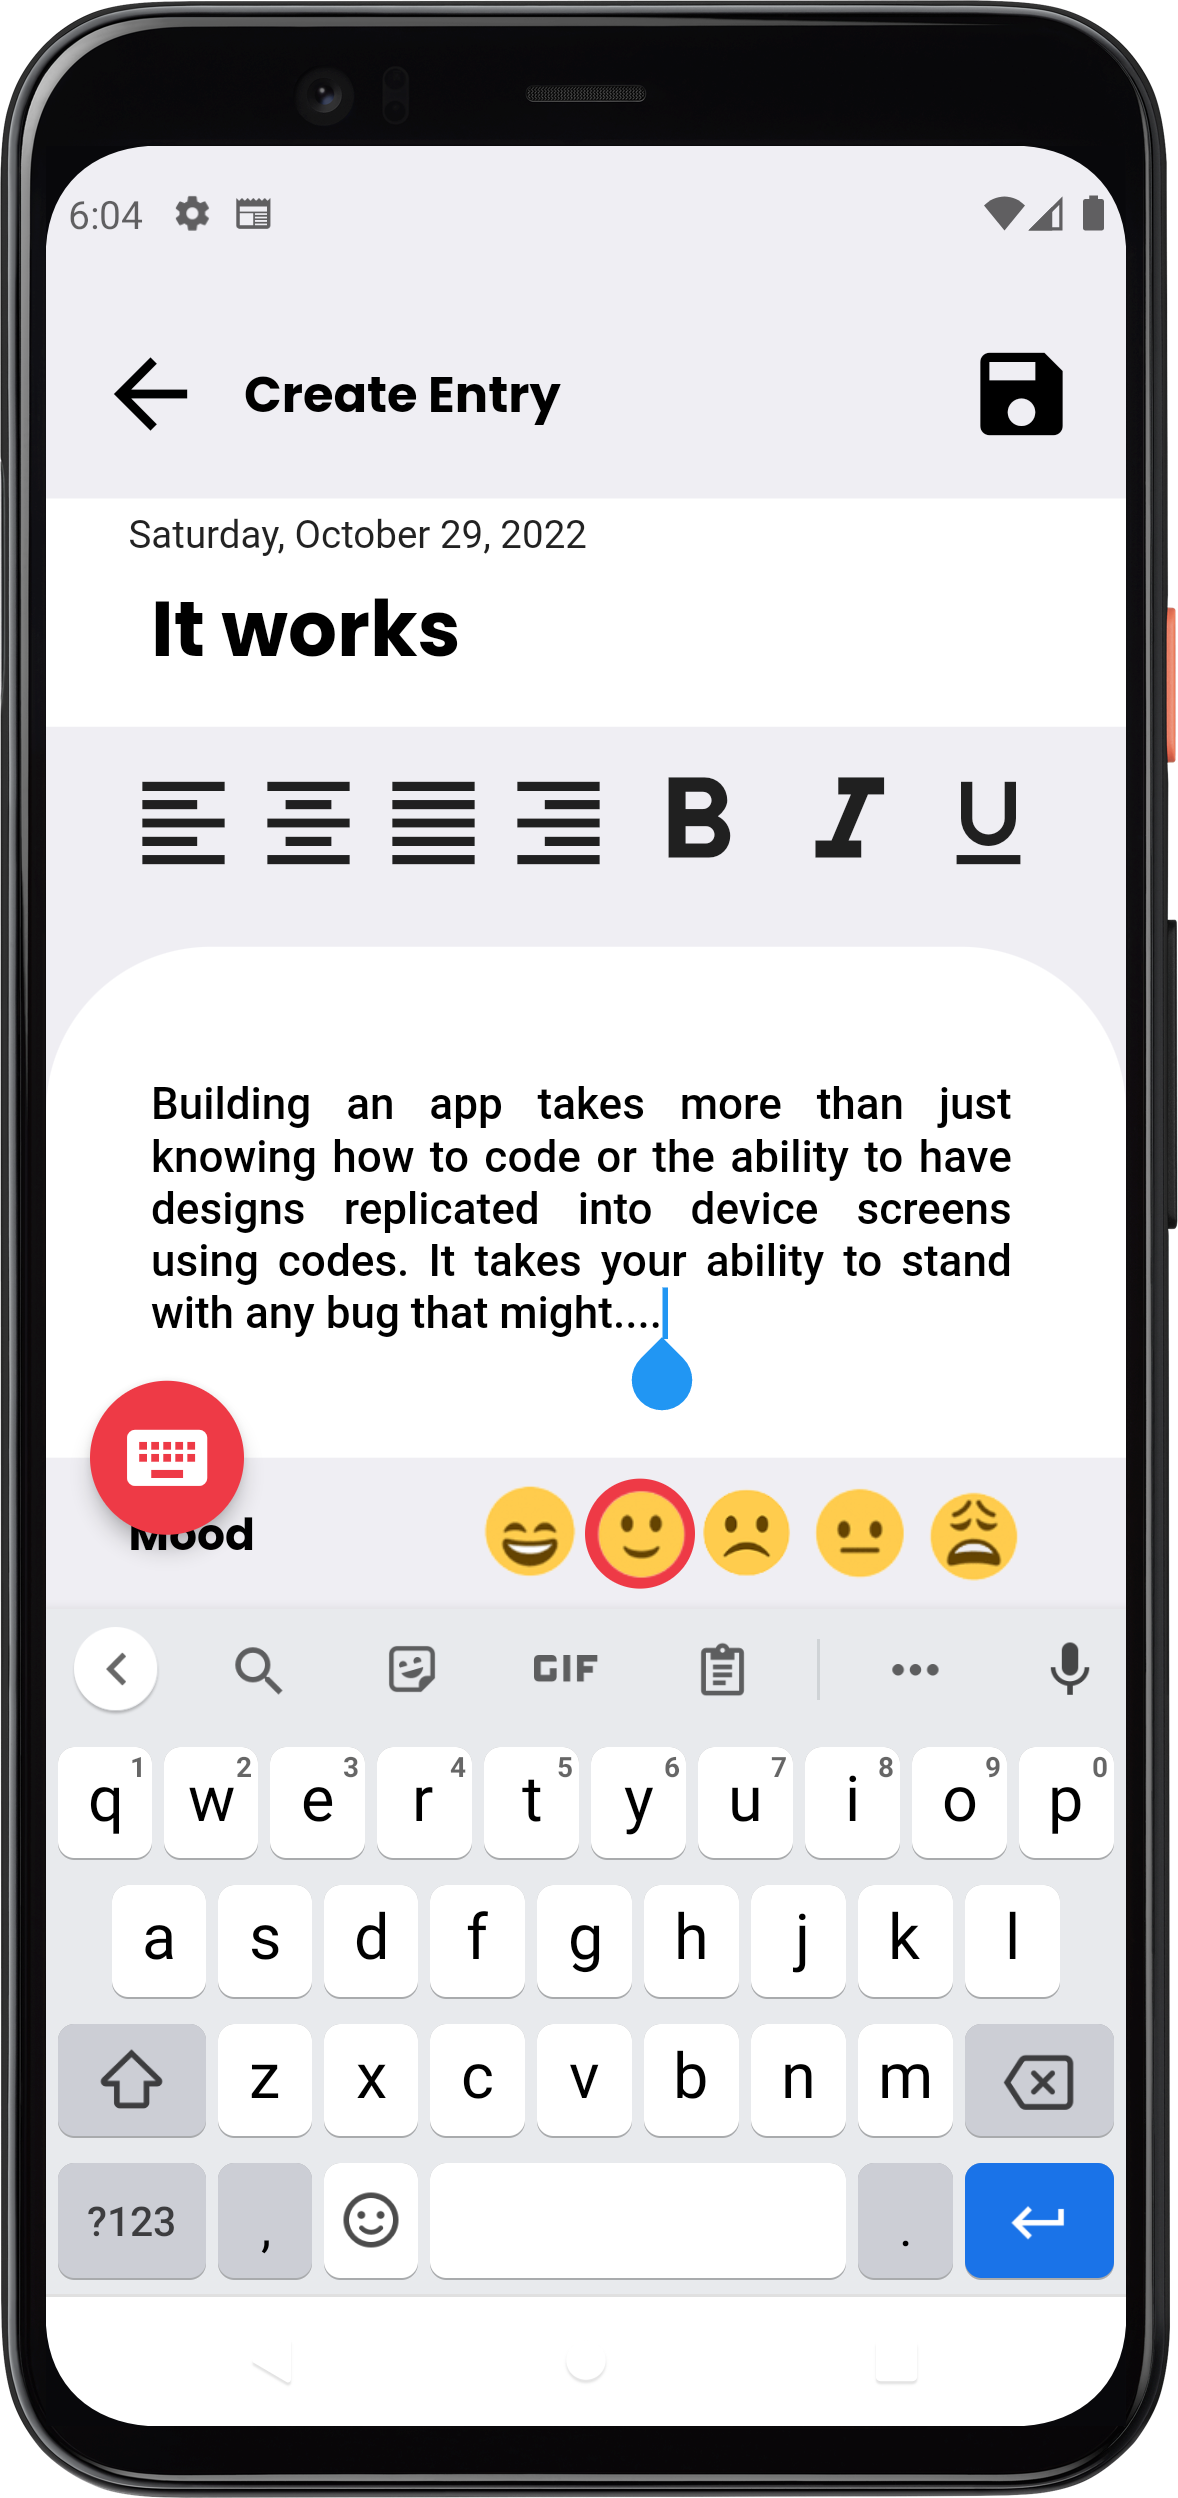 6:04
Create Entry
Saturday, October 29, 2022
It works
B I U
Building an app takes more than just
knowing how to code or the ability to have
designs replicated into device screens
using codes. It takes your ability to stand
with any bug that might....
Mood
GIF
1 2 3 4 5 6 7 8 9 0
q w e r t y u i o p
a s d f g h j k l
z x c v b n m
?123 , .